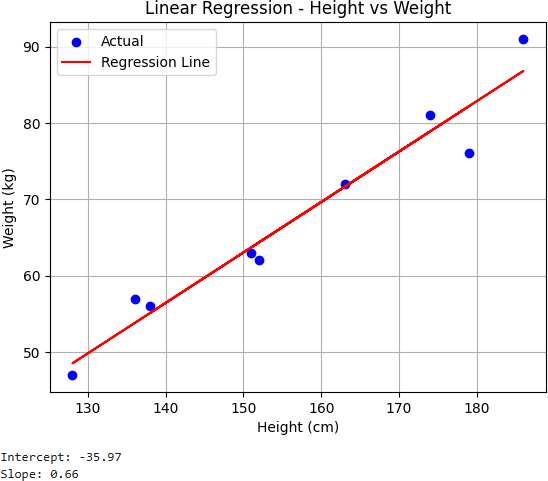 Linear Regression - Height vs Weight
Actual
Regression Line
90
80
70
60
50
Weight (kg)
130 140 150 160 170 180
Height (cm)
Intercept: -35.97
Slope: 0.66